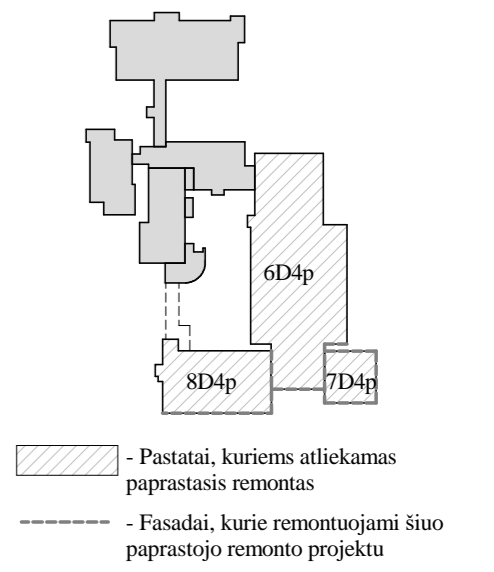 6D4p
8D4p
7D4p
- Pastatai, kuriems atliekamas
paprastasis remontas
- Fasadai, kurie remontuojami šiuo
paprastojo remonto projektu